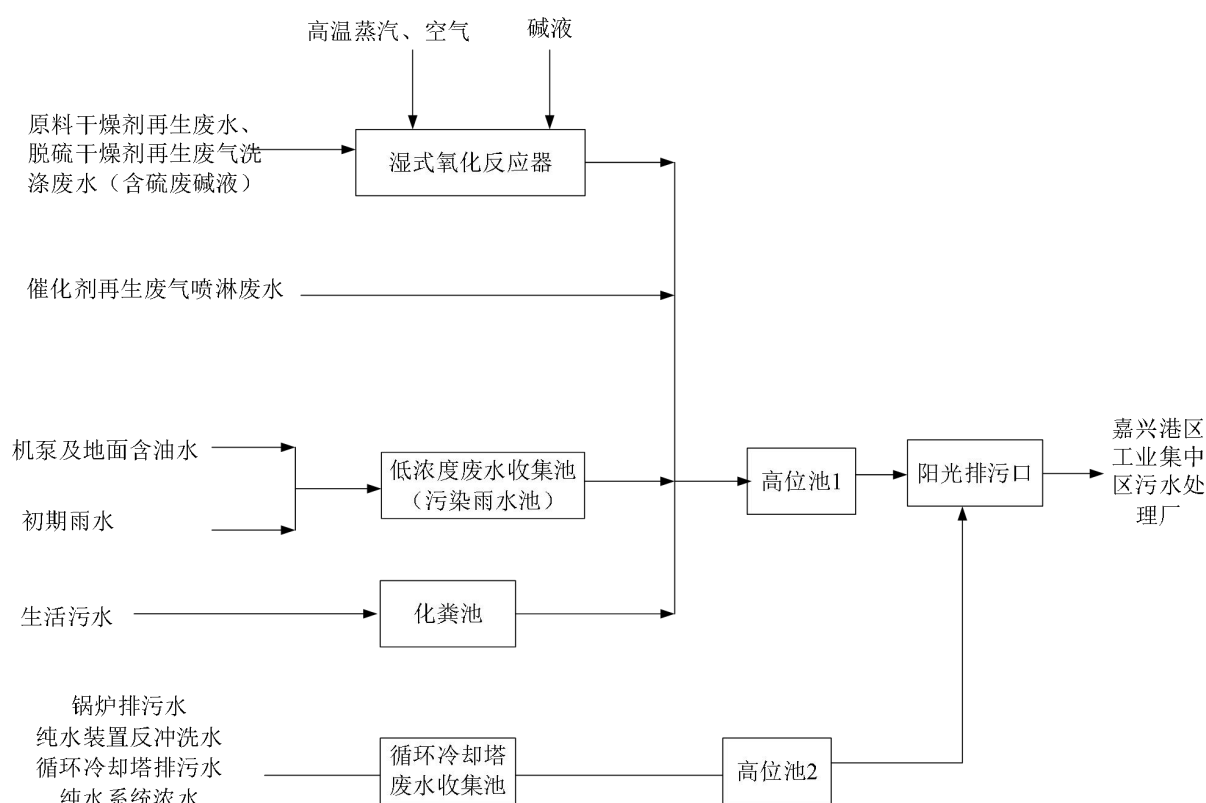 高温蒸汽、空气
碱液
原料干燥剂再生废水、
脱硫干燥剂再生废气洗
涤废水（含硫废碱液）
湿式氧化反应器
催化剂再生废气喷淋废水
机泵及地面含油水
初期雨水
低浓度废水收集池
（污染雨水池）
高位池1
阳光排污口
嘉兴港区
工业集中
区污水处
理厂
生活污水
化粪池
锅炉排污水
纯水装置反冲洗水
循环冷却塔排污水
纯水系统浓水
循环冷却塔
废水收集池
高位池2